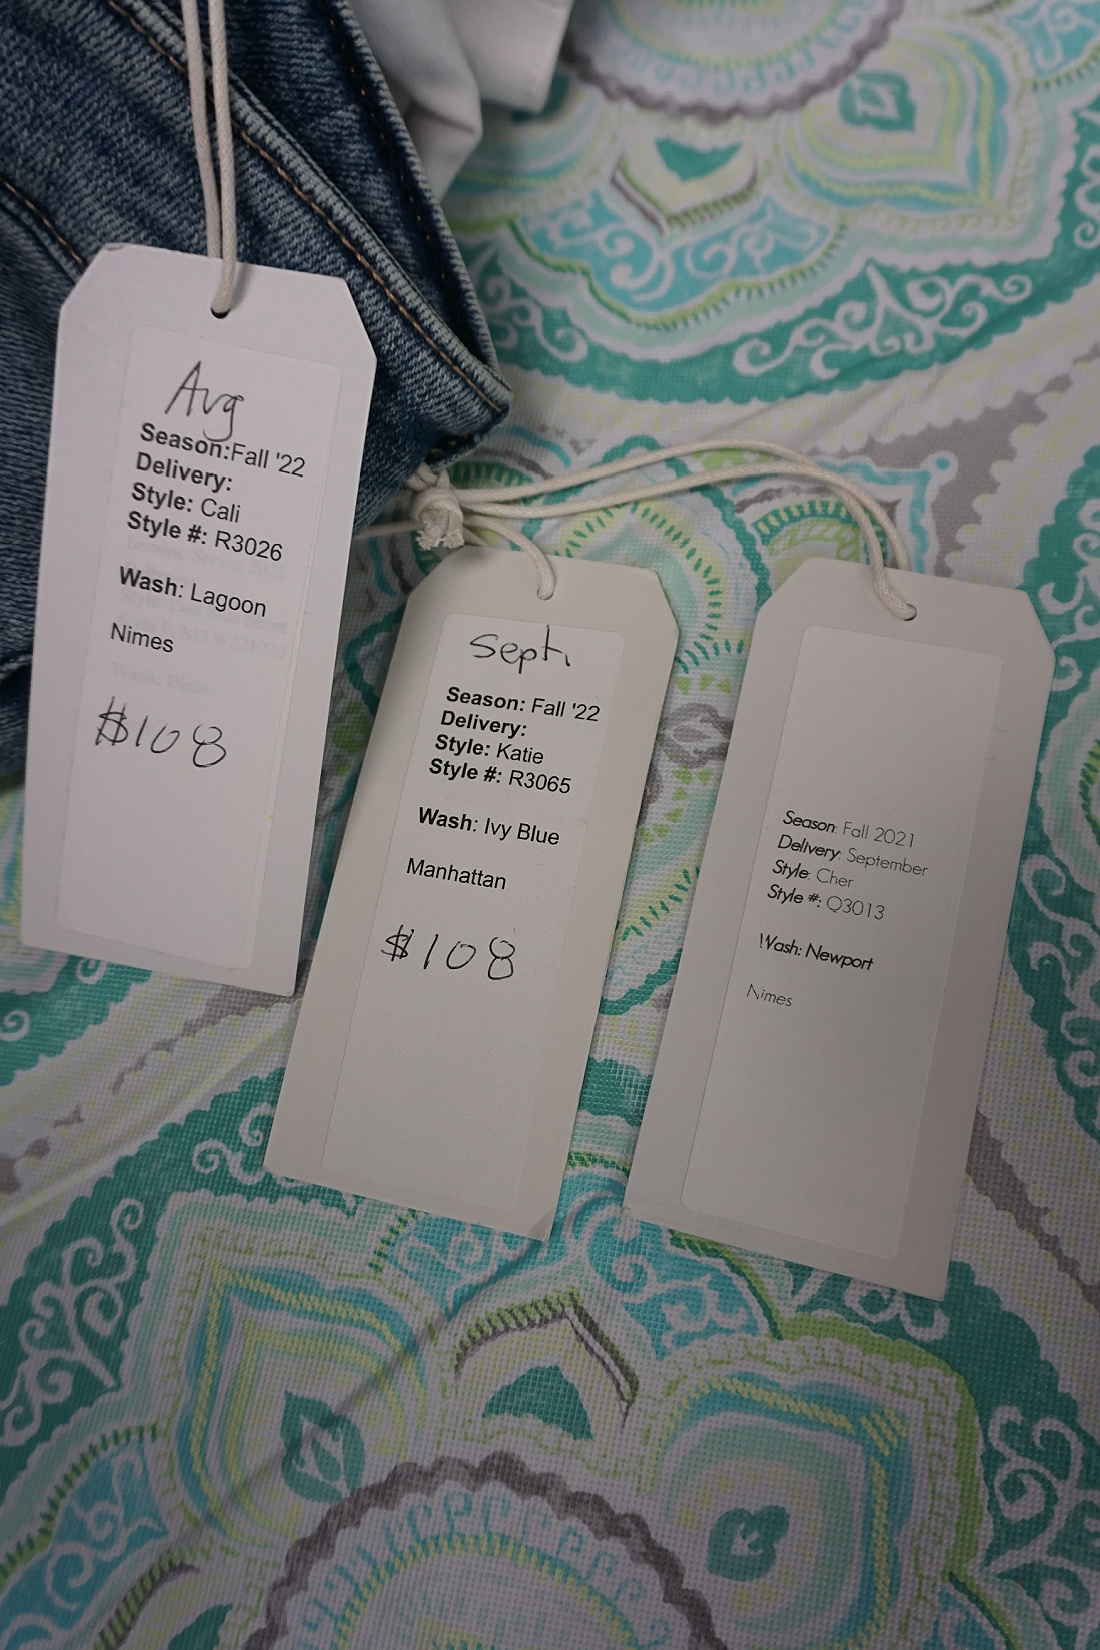 Aug
Season:Fall '22
Delivery:
Style: Cali
Style #: R3026
Wash: Lagoon
Nimes
$108
Sept.
Season: Fall '22
Delivery:
Style: Katie
Style #: R3065
Wash: Ivy Blue
Manhattan
$108
Season: Fall 2021
Delivery: September
Style: Cher
Style #: Q3013
Wash: Newport
Nimes